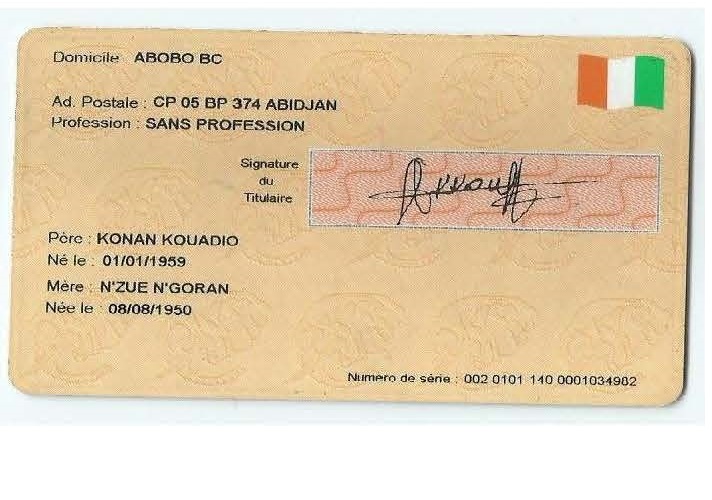 Domicile ABOBO BC
Ad. Postale : CP 05 BP 374 ABIDJAN
Profession : SANS PROFESSION
Signature
du
Titulaire
Père : KONAN KOUADIO
Né le : 01/01/1959
Mère : N'ZUE N'GORAN
Née le : 08/08/1950
Numéro de série : 002 0101 140 0001034982